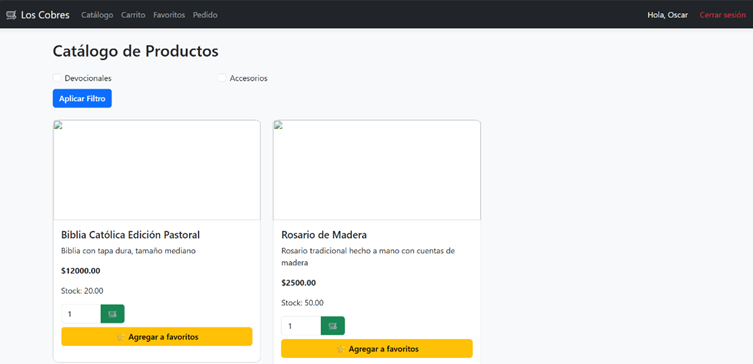 Los Cobres Catálogo Carrito Favoritos Pedido Hola, Oscar Cerrar sesión
Catálogo de Productos
Devocionales Accesorios
Aplicar Filtro
Biblia Católica Edición Pastoral
Biblia con tapa dura, tamaño mediano
$12000.00
Stock: 20.00
1
Agregar a favoritos
Rosario de Madera
Rosario tradicional hecho a mano con cuentas de
madera
$2500.00
Stock: 50.00
1
Agregar a favoritos